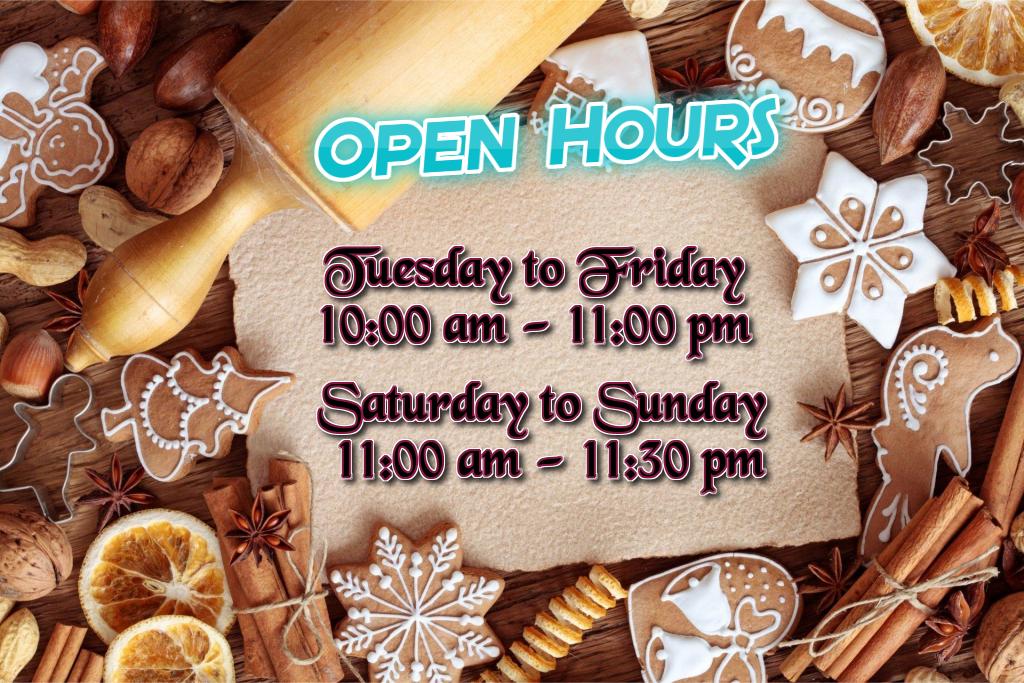 Open Hours
Tuesday to Friday
10:00 am - 11:00 pm
Saturday to Sunday
11:00 am - 11:30 pm